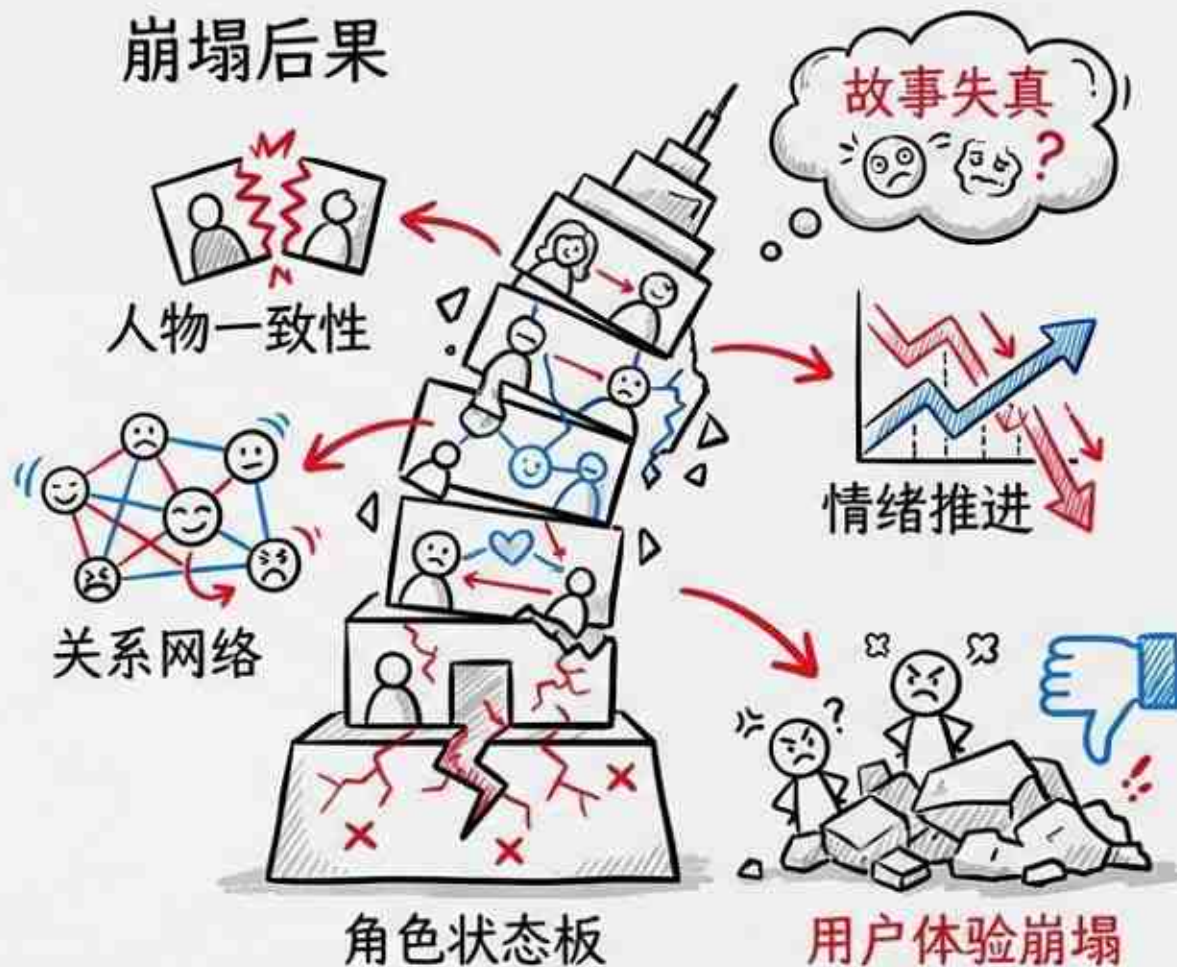 崩塌后果
故事失真
?
人物一致性
情绪推进
关系网络
?
角色状态板
用户体验崩塌